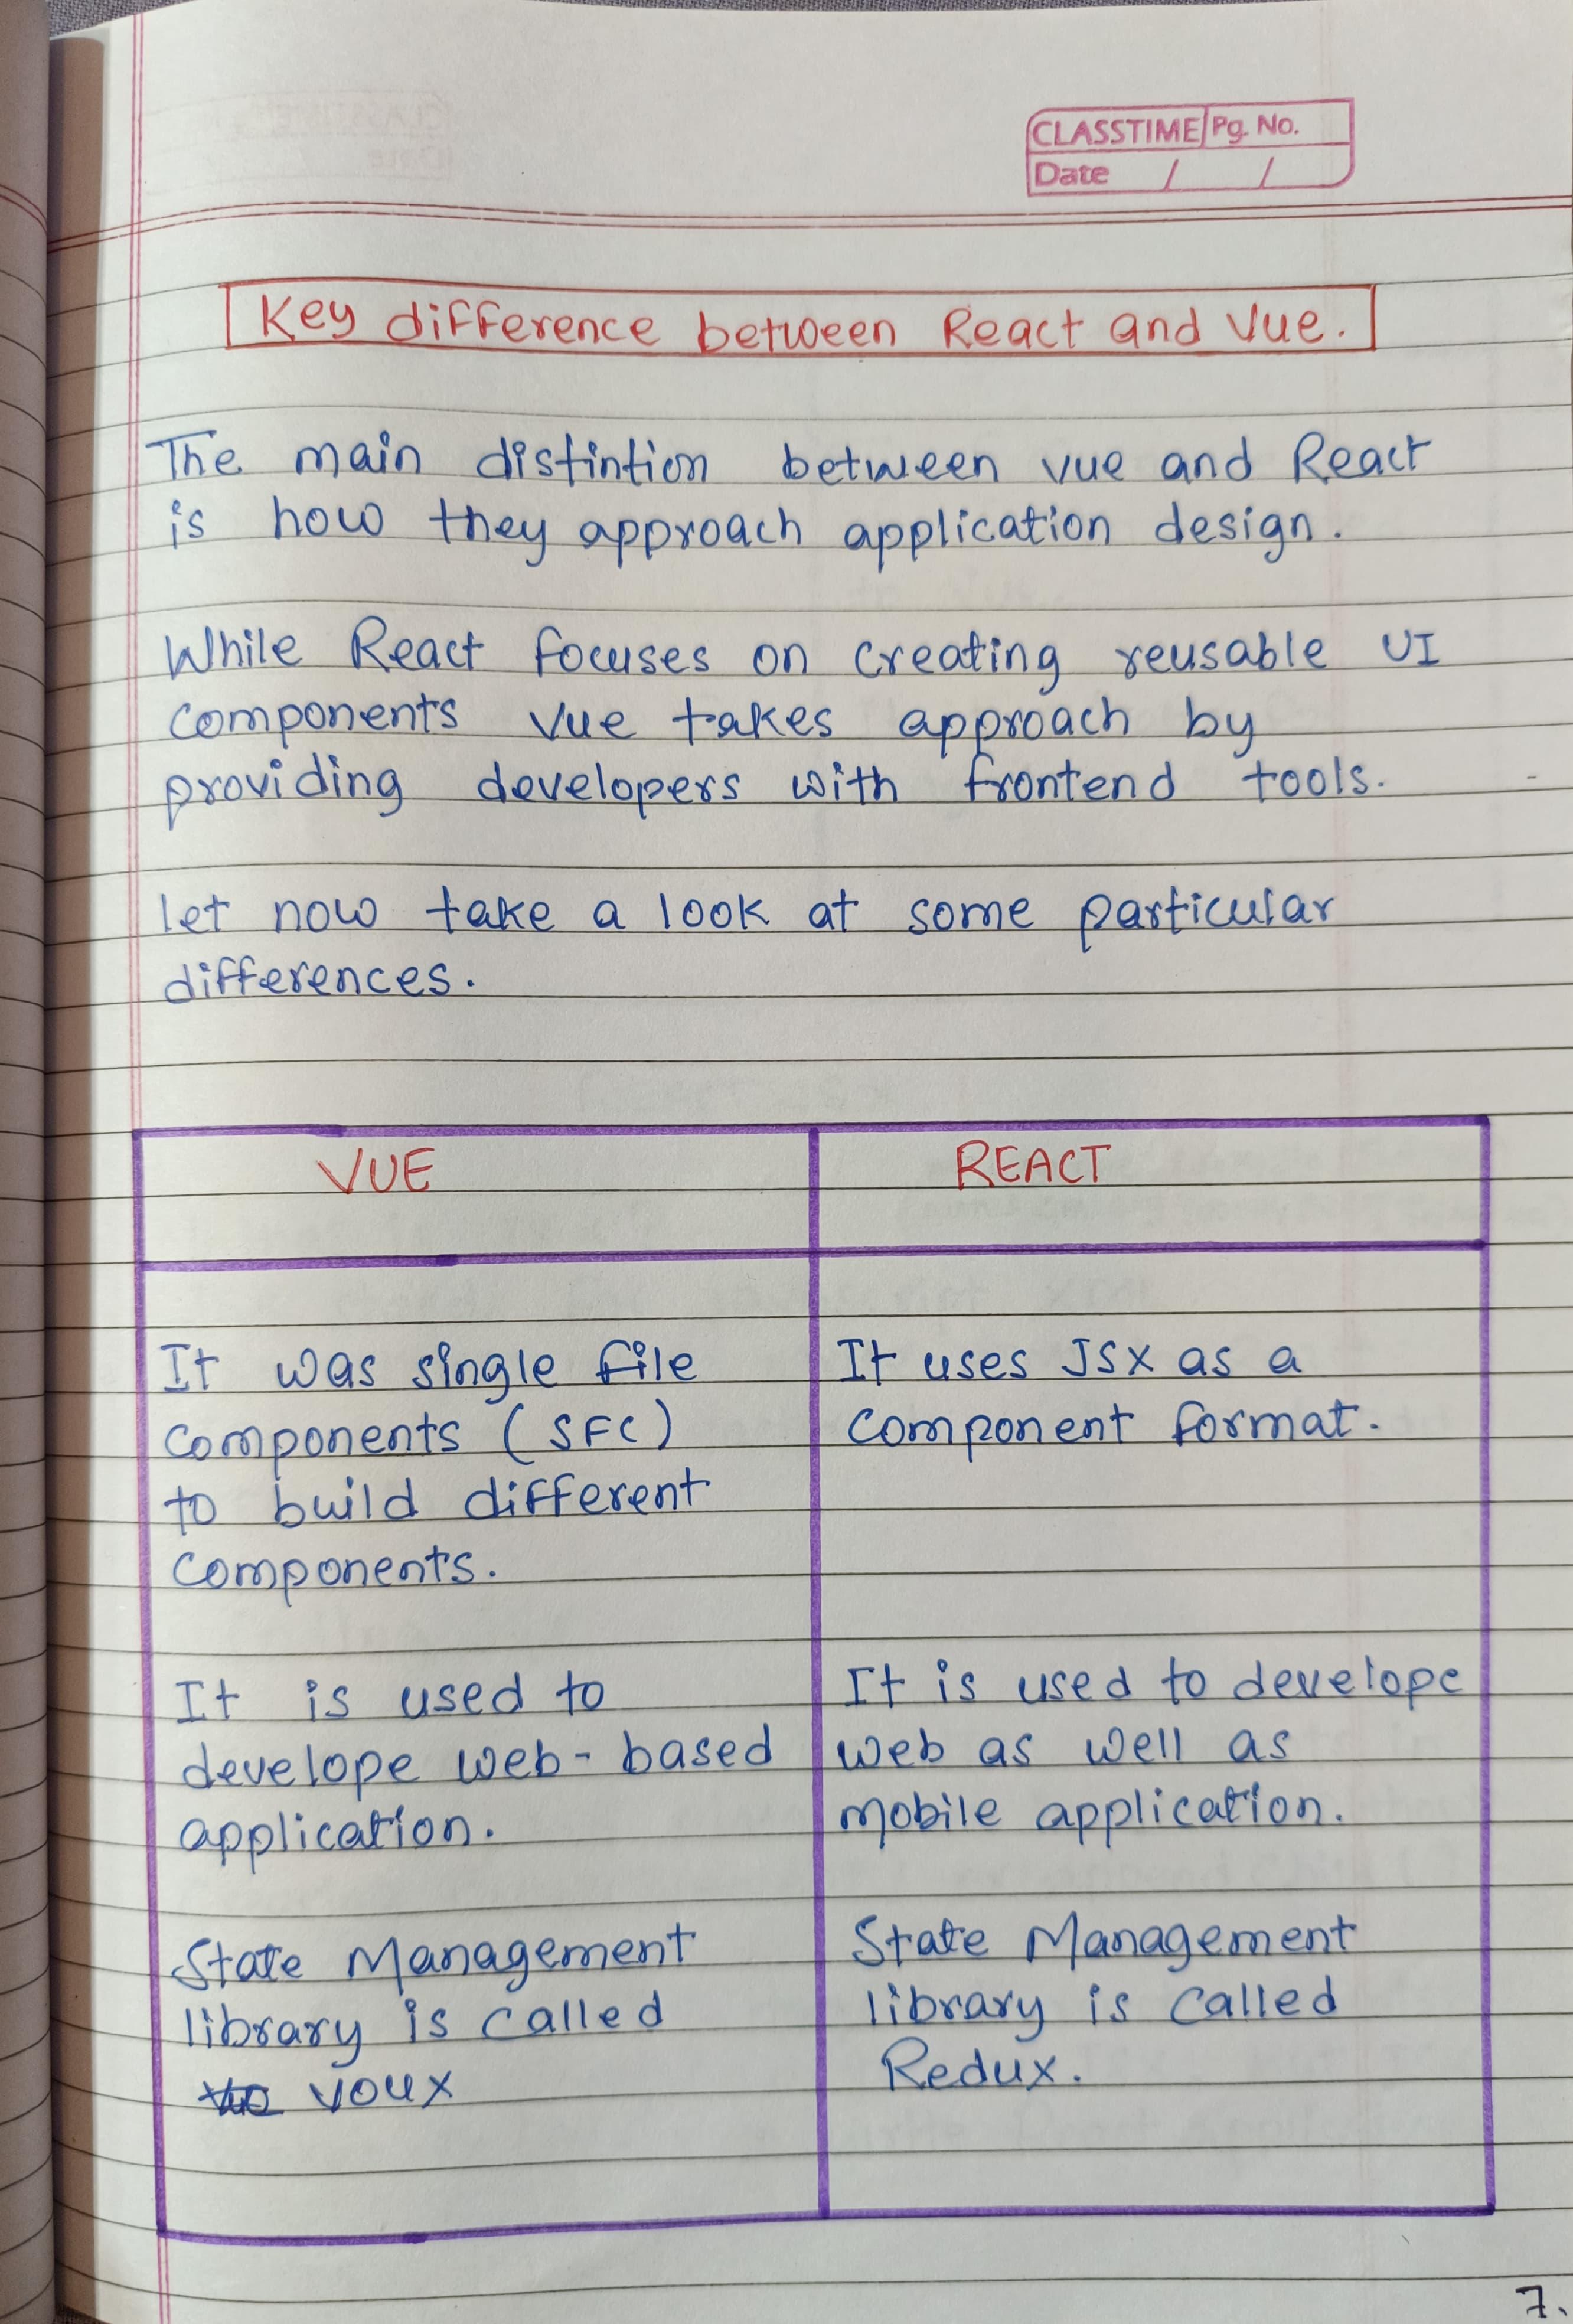 CLASSTIME Pg. No.
Date / /
Key difference between React and Vue.
The main distintion between vue and React
is how they approach application design.
While React focuses on creating reusable UI
components vue takes approach by
providing developers with frontend tools.
let now take a look at some particular
differences.
VUE
It was single file
components (SFC)
to build different
components.
It is used to
develope web-based
application.
State Management
library is called
voux
REACT
It uses JSX as a
component format.
It is used to develope
web as well as
mobile application.
State Management
library is called
Redux.
7.